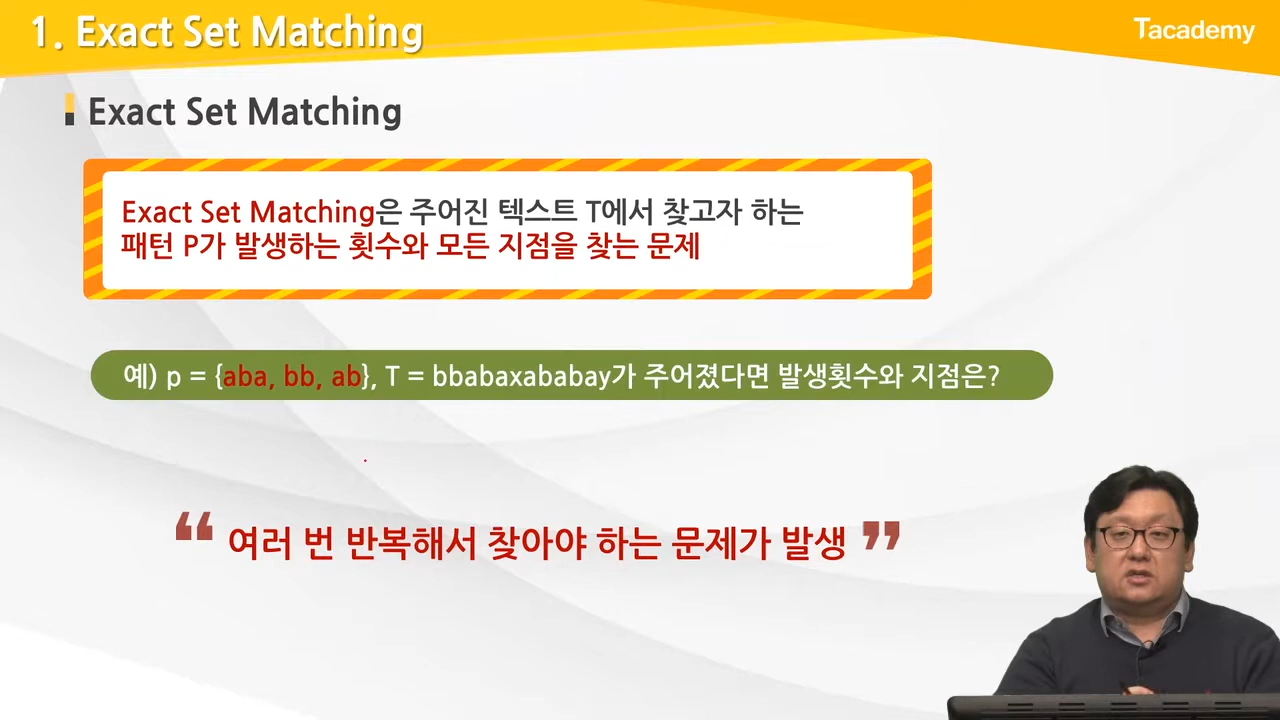 1. Exact Set Matching
Tacademy
Exact Set Matching
Exact Set Matching은 주어진 텍스트 T에서 찾고자 하는
패턴 P가 발생하는 횟수와 모든 지점을 찾는 문제
예) p = {aba, bb, ab}, T = bbabaxababay가 주어졌다면 발생횟수와 지점은?
“ 여러 번 반복해서 찾아야 하는 문제가 발생 ”